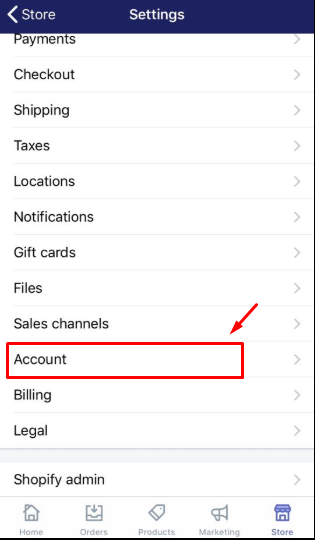 Store Settings
Payments
Checkout
Shipping
Taxes
Locations
Notifications
Gift cards
Files
Sales channels
Account
Billing
Legal
Shopify admin
Home Orders Products Marketing Store